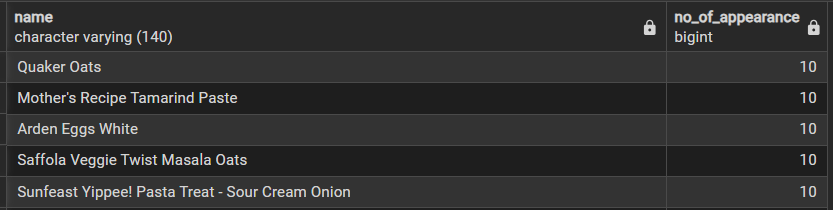 name no_of_appearance
character varying (140) bigint
Quaker Oats 10
Mother's Recipe Tamarind Paste 10
Arden Eggs White 10
Saffola Veggie Twist Masala Oats 10
Sunfeast Yippee! Pasta Treat - Sour Cream Onion 10